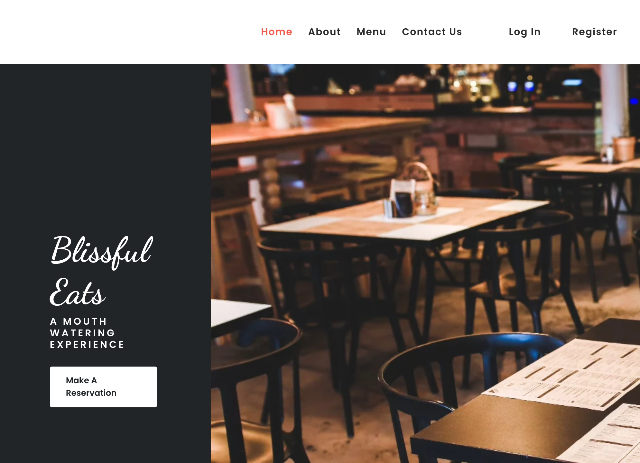 Home About Menu Contact Us Log In Register
Blissful
Eats
A MOUTH
WATERING
EXPERIENCE
Make A
Reservation